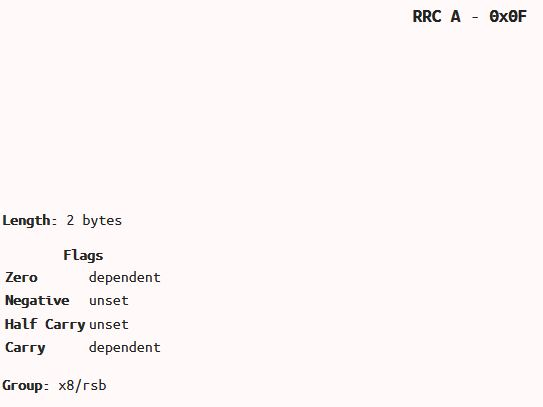 RRC A - 0x0F
Length: 2 bytes
Flags
Zero dependent
Negative unset
Half Carry unset
Carry dependent
Group: x8/rsb